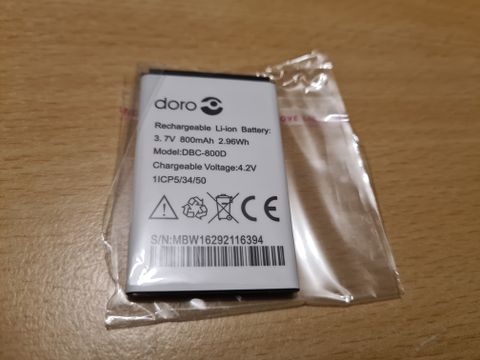 doro
Rechargeable Li-ion Battery:
3.7V 800mAh 2.96Wh
Model:DBC-800D
Chargeable Voltage:4.2V
1ICP5/34/50
CE
S/N:MBW16292116394